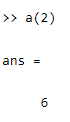 >> a(2)
ans =
6